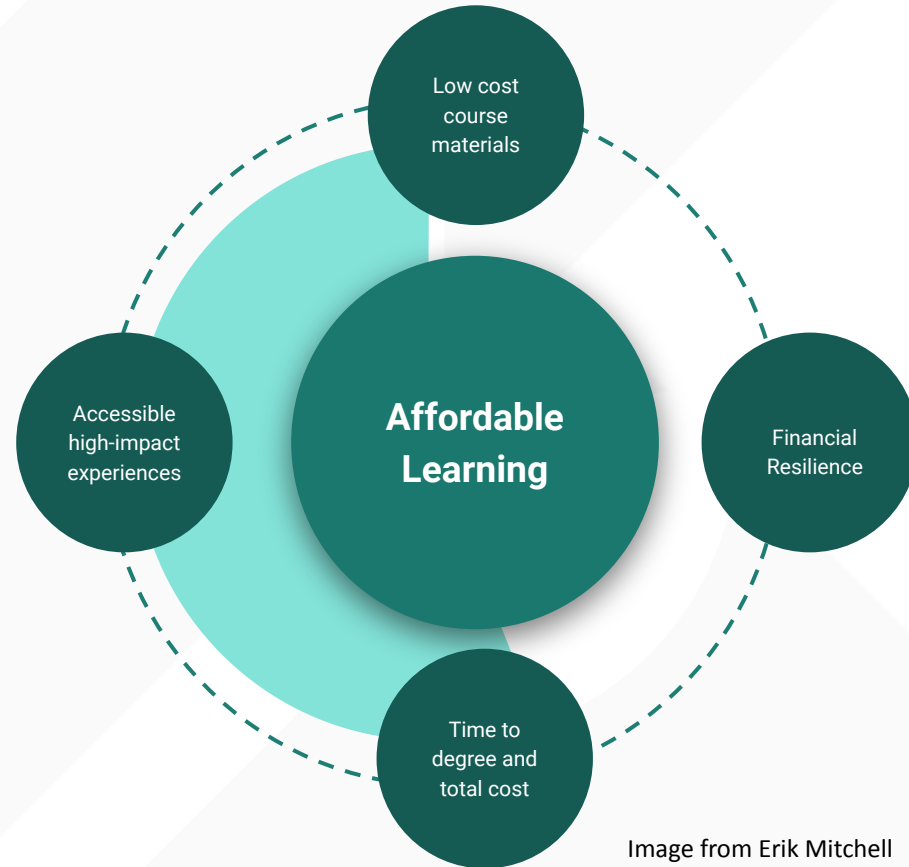 Low cost
course
materials
Accessible
high-impact
experiences
Affordable
Learning
Financial
Resilience
Time to
degree and
total cost
Image from Erik Mitchell